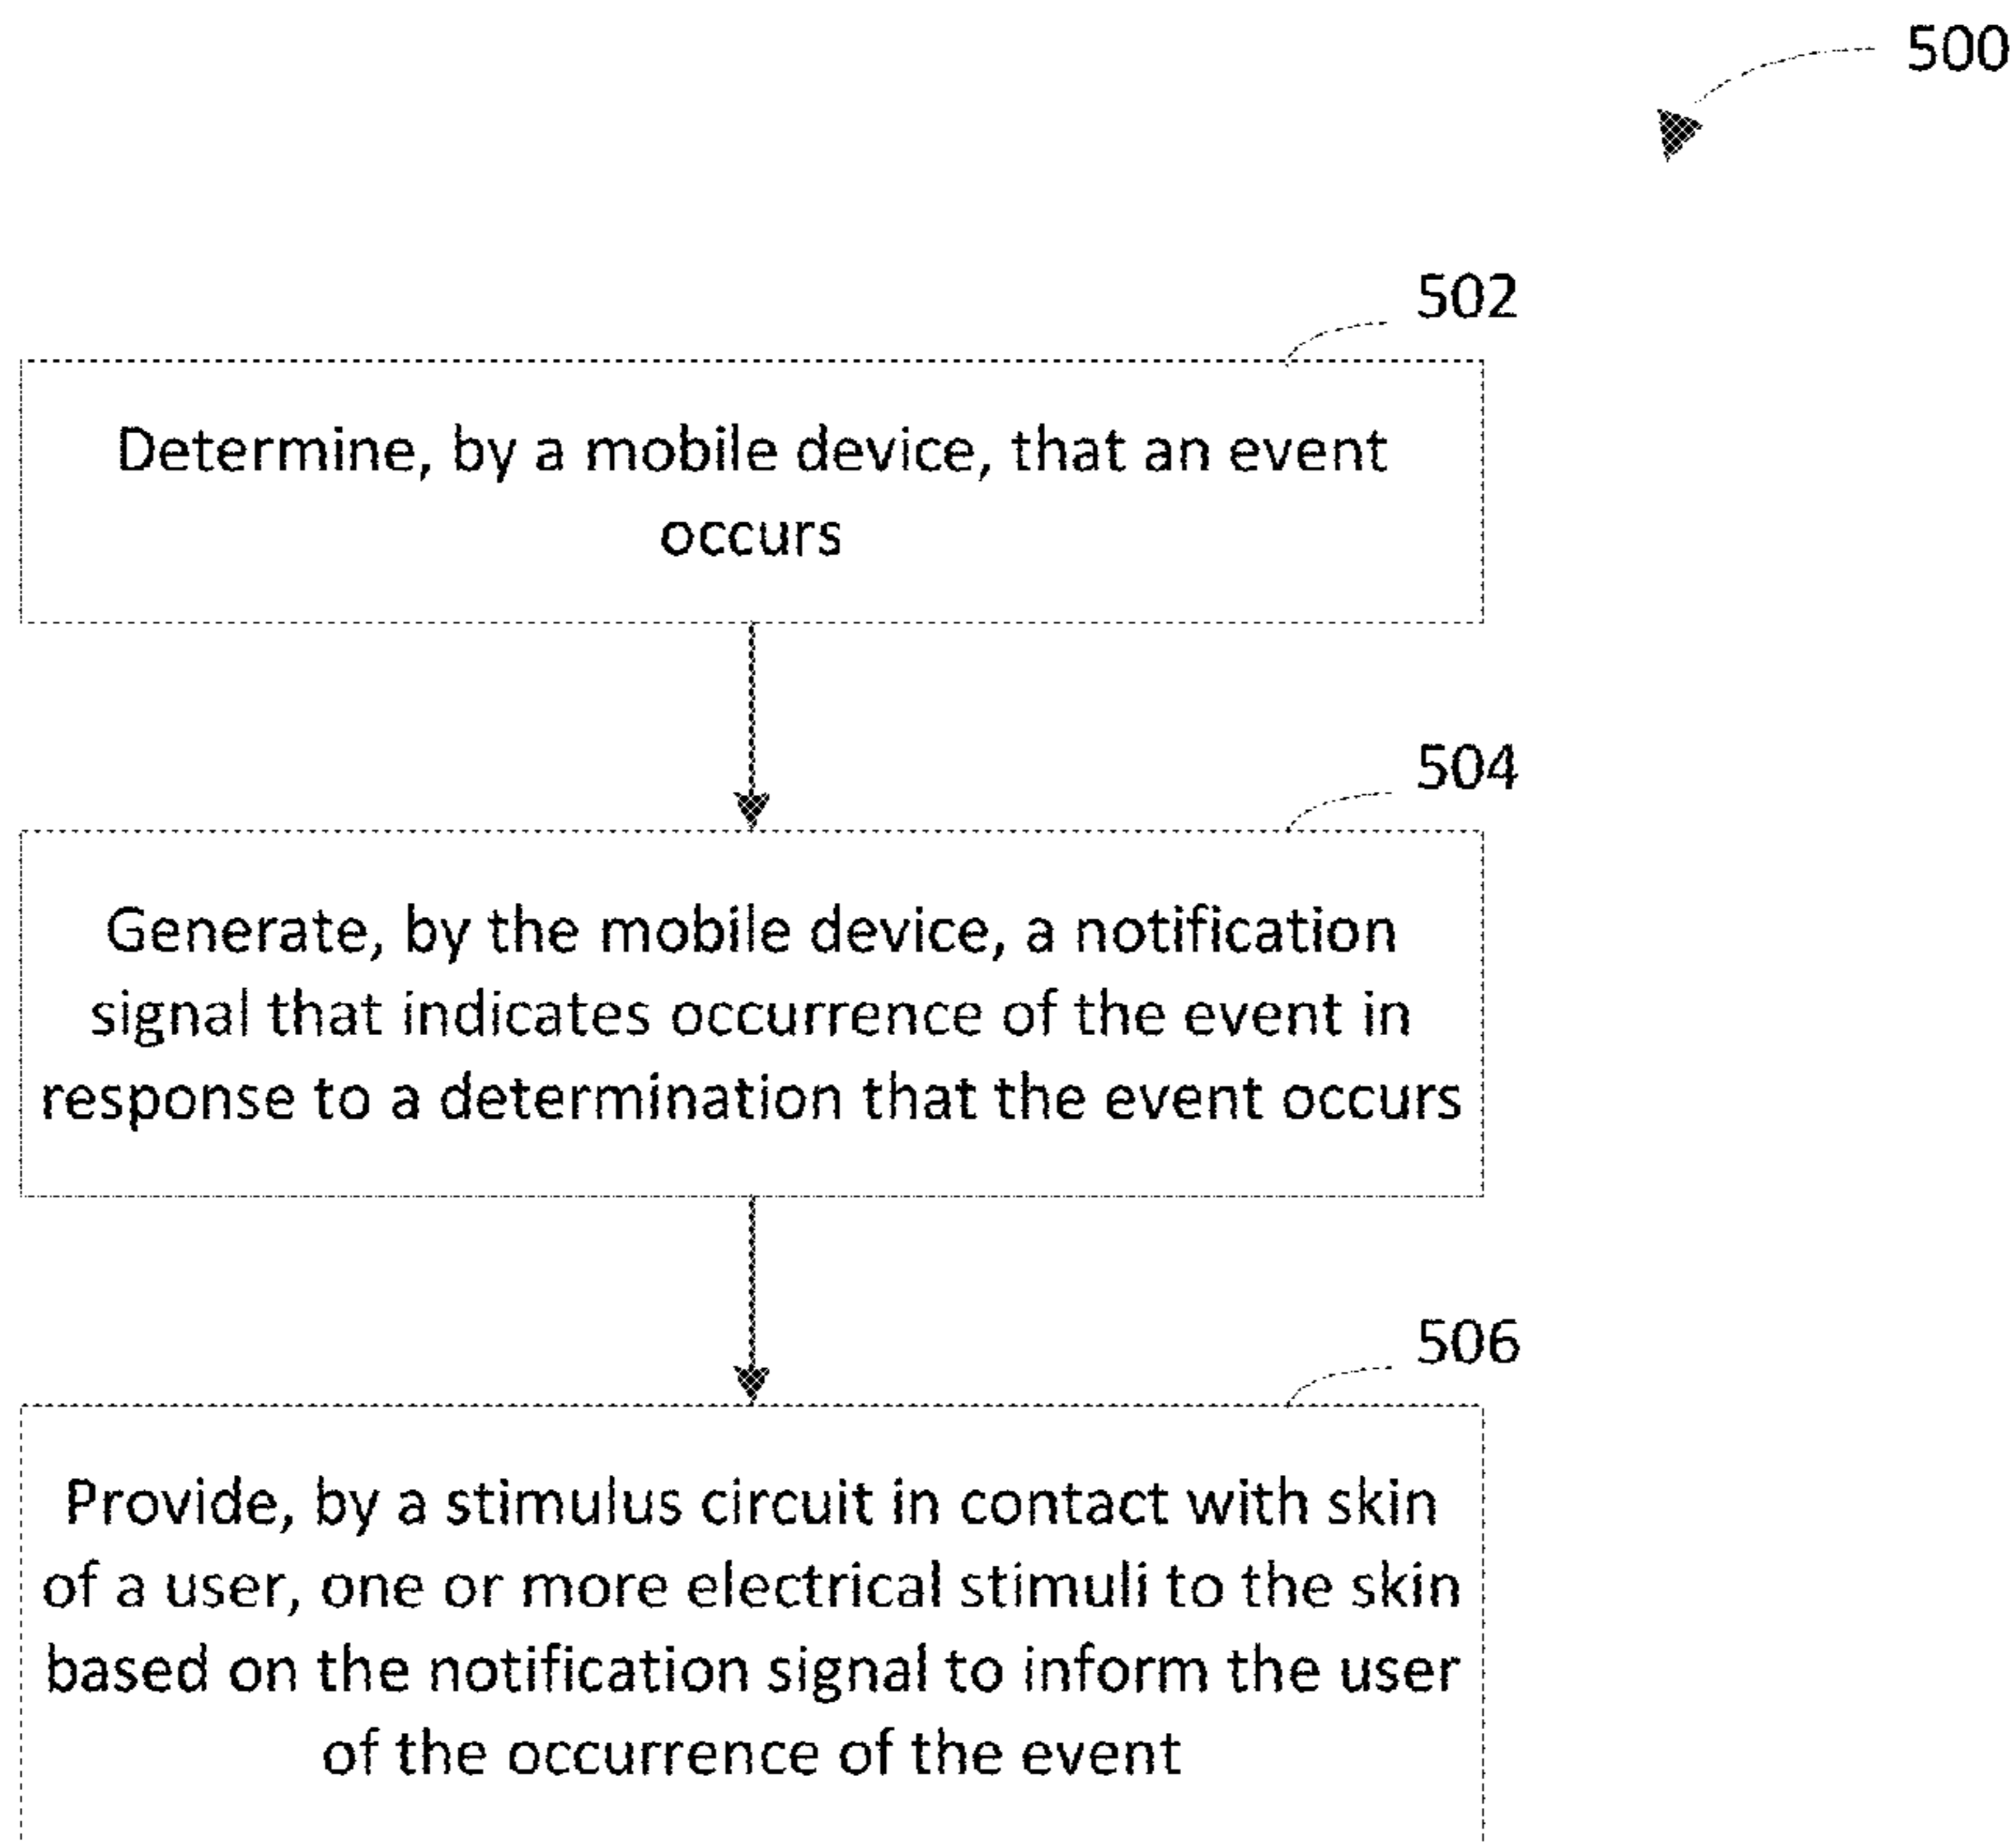 500
502
Determine, by a mobile device, that an event
occurs
504
Generate, by the mobile device, a notification
signal that indicates occurrence of the event in
response to a determination that the event occurs
506
Provide, by a stimulus circuit in contact with skin
of a user, one or more electrical stimuli to the skin
based on the notification signal to inform the user
of the occurrence of the event